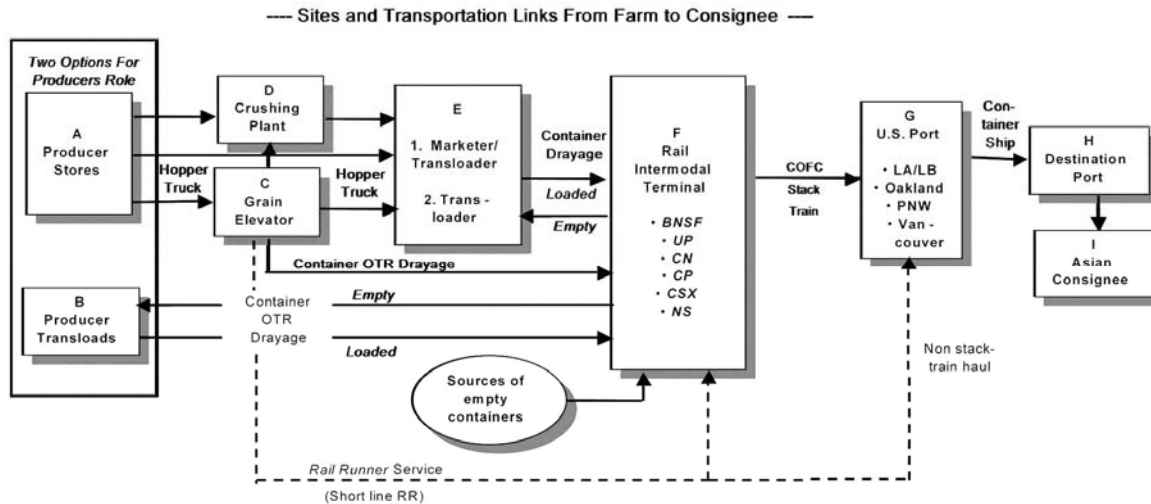 ---- Sites and Transportation Links From Farm to Consignee ----
Two Options For
Producers Role
A
Producer
Stores
Hopper
Truck
B
Producer
Transloads
D
Crushing
Plant
C
Grain
Elevator
Hopper
Truck
E
1. Marketer/
Transloader
2. Trans -
loader
Container
Drayage
Loaded
Empty
Container OTR Drayage
Empty
Container
OTR
Drayage
Loaded
Sources of
empty
containers
F
Rail
Intermodal
Terminal
• BNSF
• UP
• CN
• CP
• CSX
• NS
COFC
Stack
Train
G
U.S. Port
• LA/LB
• Oakland
• PNW
• Van -
couver
Con-
tainer
Ship
H
Destination
Port
I
Asian
Consignee
Non stack-
train haul
Rail Runner Service
(Short line RR)